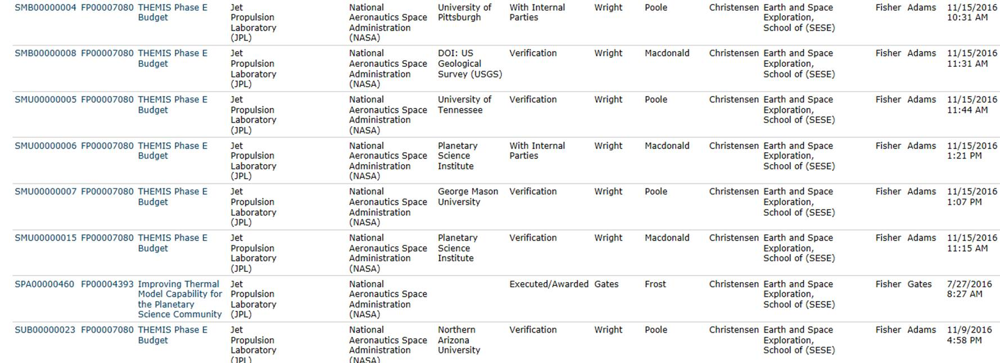 SMB00000004 FP00007080 THEMIS Phase E Jet National University of With Internal Wright Poole Christensen Earth and Space Fisher Adams 11/15/2016
Budget Propulsion Aeronautics Space Pittsburgh Parties Exploration, 10:31 AM
Laboratory Administration School of (SESE)
(JPL) (NASA)
SMB00000008 FP00007080 THEMIS Phase E Jet National DOI: US Verification Wright Macdonald Christensen Earth and Space Fisher Adams 11/15/2016
Budget Propulsion Aeronautics Space Geological Exploration, 11:31 AM
Laboratory Administration Survey (USGS) School of (SESE)
(JPL) (NASA)
SMU00000005 FP00007080 THEMIS Phase E Jet National University of Verification Wright Poole Christensen Earth and Space Fisher Adams 11/15/2016
Budget Propulsion Aeronautics Space Tennessee Exploration, 11:44 AM
Laboratory Administration School of (SESE)
(JPL) (NASA)
SMU00000006 FP00007080 THEMIS Phase E Jet National Planetary With Internal Wright Macdonald Christensen Earth and Space Fisher Adams 11/15/2016
Budget Propulsion Aeronautics Space Science Parties Exploration, 1:21 PM
Laboratory Administration Institute School of (SESE)
(JPL) (NASA)
SMU00000007 FP00007080 THEMIS Phase E Jet National George Mason Verification Wright Poole Christensen Earth and Space Fisher Adams 11/15/2016
Budget Propulsion Aeronautics Space University Exploration, 1:07 PM
Laboratory Administration School of (SESE)
(JPL) (NASA)
SMU00000015 FP00007080 THEMIS Phase E Jet National Planetary Verification Wright Macdonald Christensen Earth and Space Fisher Adams 11/15/2016
Budget Propulsion Aeronautics Space Science Exploration, 11:15 AM
Laboratory Administration Institute School of (SESE)
(JPL) (NASA)
SPA00000460 FP00004393 Improving Thermal Jet National Executed/Awarded Gates Frost Christensen Earth and Space Fisher Gates 7/27/2016
Model Capability for Propulsion Aeronautics Space Exploration, 8:27 AM
the Planetary Laboratory Administration School of (SESE)
Science Community (JPL) (NASA)
SUB00000023 FP00007080 THEMIS Phase E Jet National Northern Verification Wright Poole Christensen Earth and Space Fisher Adams 11/9/2016
Budget Propulsion Aeronautics Space Arizona Exploration, 4:58 PM
Laboratory Administration University School of (SESE)
(JPL) (NASA)